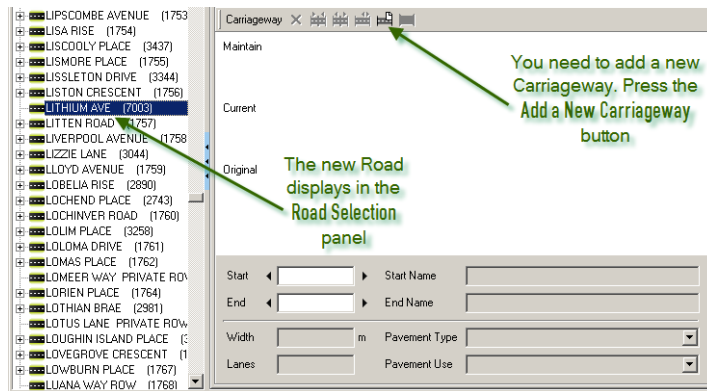 LIPSCOMBE AVENUE (1753
LISA RISE (1754)
LISCOOLY PLACE (3437)
LISMORE PLACE (1755)
LISSLETON DRIVE (3344)
LISTON CRESCENT (1756)
LITHIUM AVE (7003)
LITTEN ROAD (1757)
LIVERPOOL AVENUE (1758
LIZZIE LANE (3044)
LLOYD AVENUE (1759)
LOBELIA RISE (2890)
LOCHEND PLACE (2743)
LOCHINVER ROAD (1760)
LOLIM PLACE (3258)
LOLOMA DRIVE (1761)
LOMAS PLACE (1762)
LOMEER WAY PRIVATE ROV
LORIEN PLACE (1764)
LOTHIAN BRAE (2981)
LOTUS LANE PRIVATE ROW
LOUGHIN ISLAND PLACE (3
LOVEGROVE CRESCENT (1
LOWBURN PLACE (1767)
LUANA WAY ROW (1768)
Carriageway
Maintain
Current
Original
You need to add a new
Carriageway. Press the
Add a New Carriageway
button
The new Road
displays in the
Road Selection
panel
Start Start Name
End End Name
Width m Pavement Type
Lanes Pavement Use